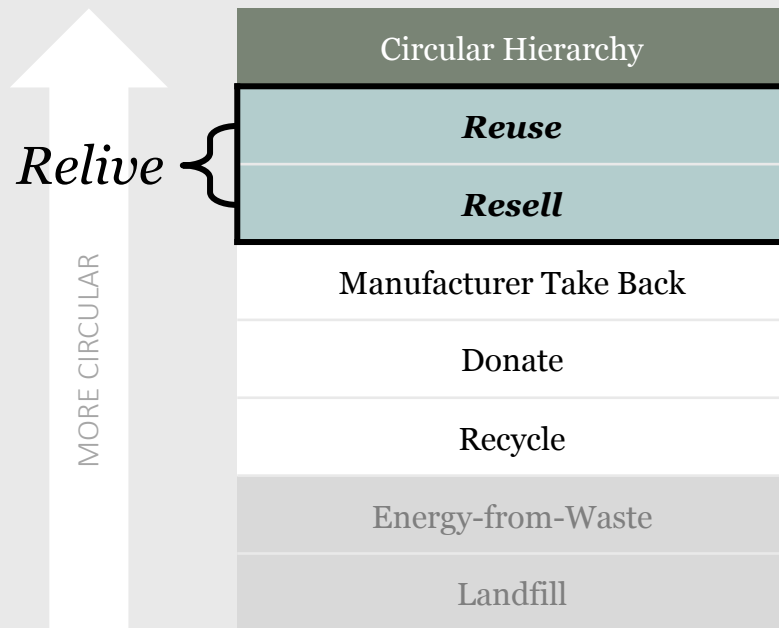 Circular Hierarchy
Relive
Reuse
Resell
MORE CIRCULAR
Manufacturer Take Back
Donate
Recycle
Energy-from-Waste
Landfill